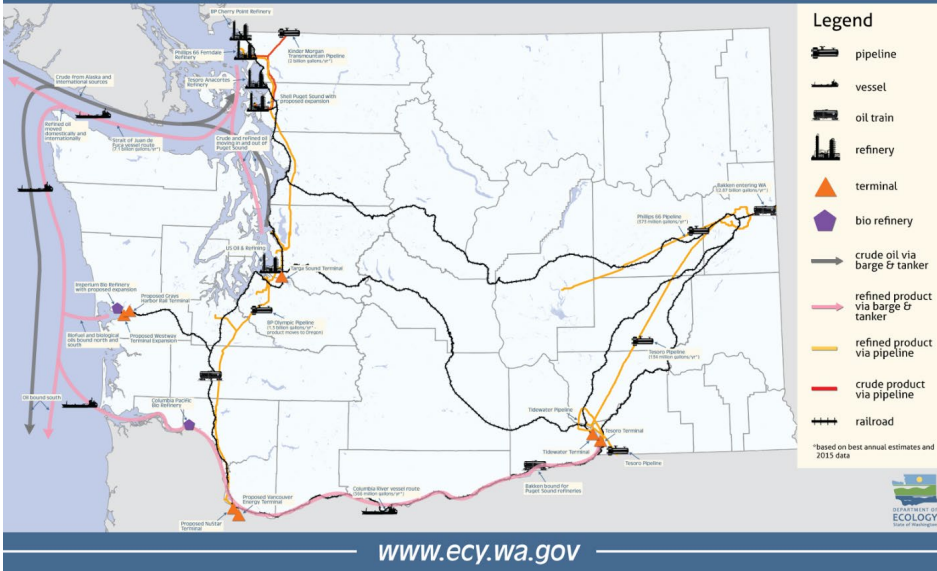 BP Cherry Point Refinery
Phillips 66 Ferndale
Refinery
Kinder Morgan
Transmountain Pipeline
Tesoro Anacortes
Refinery
Shell Puget Sound with
proposed expansion
Crude from Alaska and
international sources
Refined oil
moved
domestically and
internationally
Strait of Juan de
Fuca vessel route
Crude and refined oil
moving in and out of
Puget Sound
Bakken entering WA
Phillips 66 Pipeline
US Oil & Refining
Targa Sound Terminal
Imperium Bio Refinery
with proposed expansion
Proposed Grays
Harbor Rail Terminal
Proposed Westway
Terminal Expansion
BioFuel and biological
oils bound north and
south
BP Olympic Pipeline
product moves to Oregon)
Tesoro Pipeline
Oil bound south
Columbia Pacific
Bio Refinery
Tidewater Pipeline
Tesoro Terminal
Tidewater Terminal
Tesoro Pipeline
Bakken bound for
Puget Sound refineries
Columbia River vessel route
Proposed Vancouver
Energy Terminal
Proposed NuStar
Terminal
Legend
pipeline
vessel
oil train
refinery
terminal
bio refinery
crude oil via
barge & tanker
refined product
via barge &
tanker
refined product
via pipeline
crude product
via pipeline
railroad
*based on best annual estimates and
2015 data
DEPARTMENT OF
ECOLOGY
State of Washington
www.ecy.wa.gov